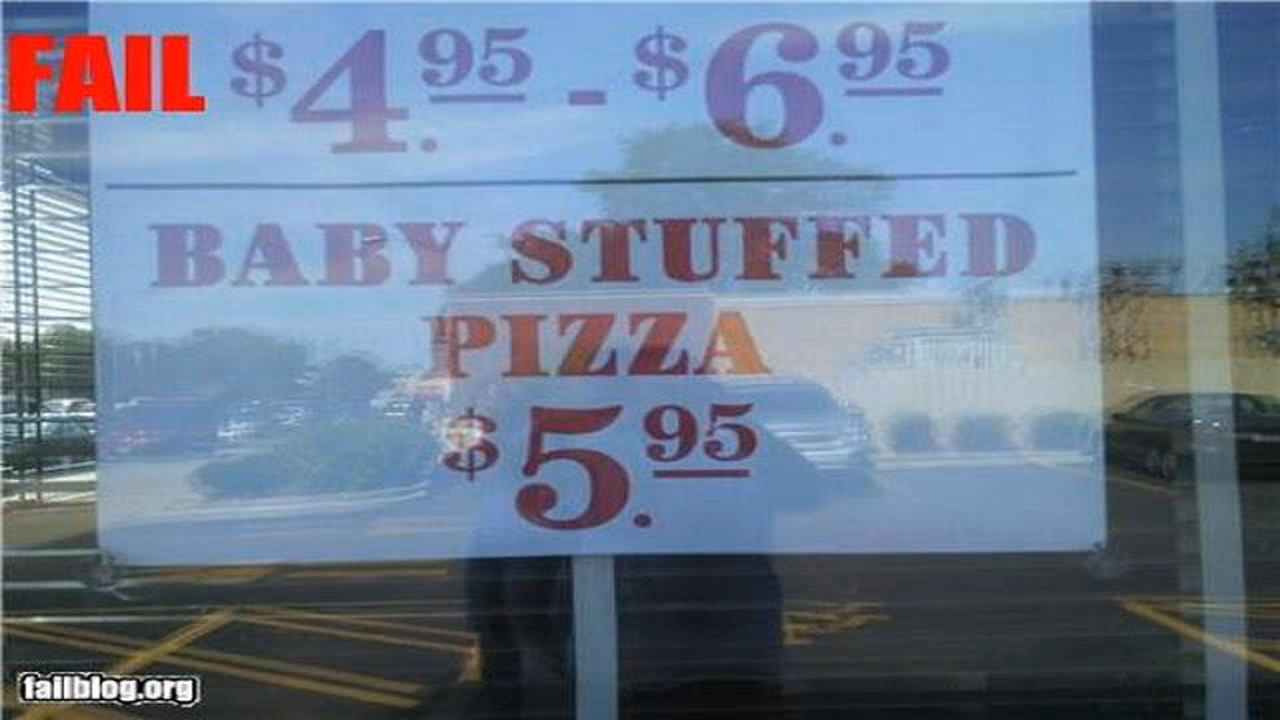 FAIL
$4.95 - $6.95
BABY STUFFED
PIZZA
$5.95
failblog.org